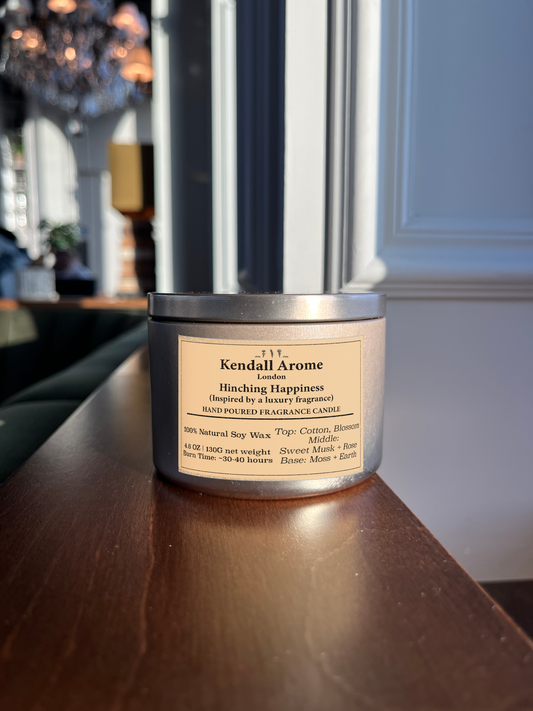 Kendall Arome
London
Hinching Happiness
(Inspired by a luxury fragrance)
HAND POURED FRAGRANCE CANDLE
100% Natural Soy Wax
4.6 OZ | 130G net weight
Burn Time: ~30-40 hours
Top: Cotton, Blossom
Middle:
Sweet Musk + Rose
Base: Moss + Earth